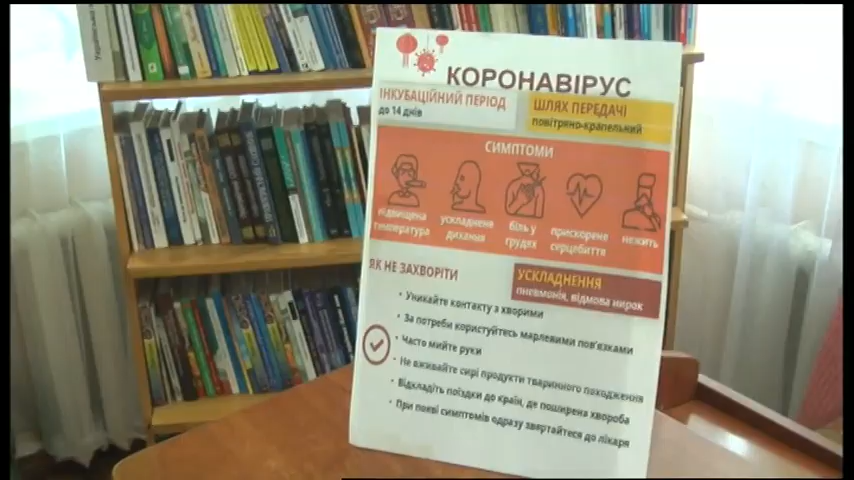 КОРОНАВІРУС
ІНКУБАЦІЙНИЙ ПЕРІОД
до 14 днів
ШЛЯХ ПЕРЕДАЧІ
повітряно-крапельний
СИМПТОМИ
підвищена
температура
ускладнене
дихання
біль у
грудях
прискорене
серцебиття
нежить
ЯК НЕ ЗАХВОРІТИ
УСКЛАДНЕННЯ
пневмонія, відмова нирок
• Уникайте контакту з хворими
• За потреби користуйтесь марлевими пов'язками
• Часто мийте руки
• Не вживайте сирі продукти тваринного походження
• Відкладіть поїздки до країн, де поширена хвороба
• При появі симптомів одразу звертайтеся до лікаря